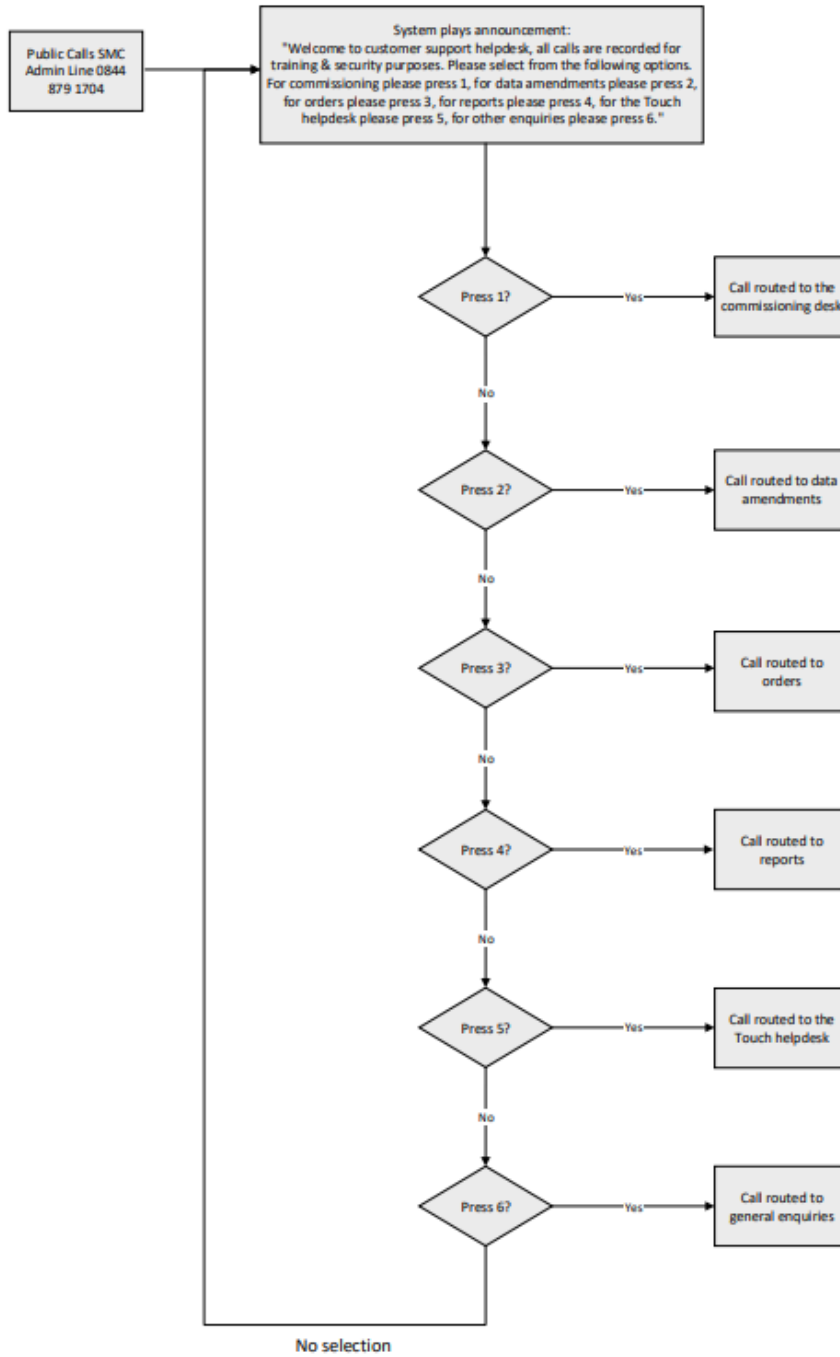 Public Calls SMC
Admin Line 0844
879 1704
System plays announcement:
"Welcome to customer support helpdesk, all calls are recorded for
training & security purposes. Please select from the following options.
For commissioning please press 1, for data amendments please press 2,
for orders please press 3, for reports please press 4, for the Touch
helpdesk please press 5, for other enquiries please press 6."
Press 1?
Yes
Call routed to the
commissioning desk
No
Press 2?
Yes
Call routed to data
amendments
No
Press 3?
Yes
Call routed to
orders
No
Press 4?
Yes
Call routed to
reports
No
Press 5?
Yes
Call routed to the
Touch helpdesk
No
Press 6?
Yes
Call routed to
general enquiries
No selection